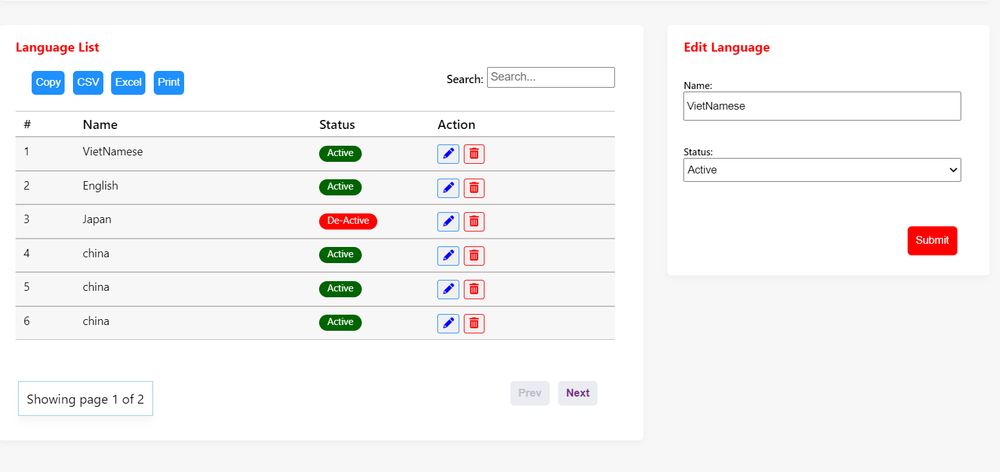 Language List
Copy CSV Excel Print Search: Search...
# Name Status Action
1 VietNamese Active
2 English Active
3 Japan De-Active
4 china Active
5 china Active
6 china Active
Showing page 1 of 2 Prev Next
Edit Language
Name:
VietNamese
Status:
Active
Submit